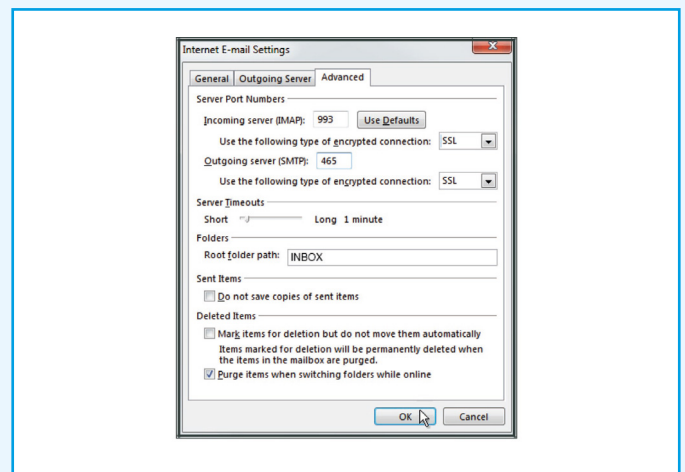 Internet E-mail Settings
General Outgoing Server Advanced
Server Port Numbers
Incoming server (IMAP): 993 Use Defaults
Use the following type of encrypted connection: SSL
Outgoing server (SMTP): 465
Use the following type of encrypted connection: SSL
Server Timeouts
Short Long 1 minute
Folders
Root folder path: INBOX
Sent Items
Do not save copies of sent items
Deleted Items
Mark items for deletion but do not move them automatically
Items marked for deletion will be permanently deleted when
the items in the mailbox are purged.
Purge items when switching folders while online
OK Cancel